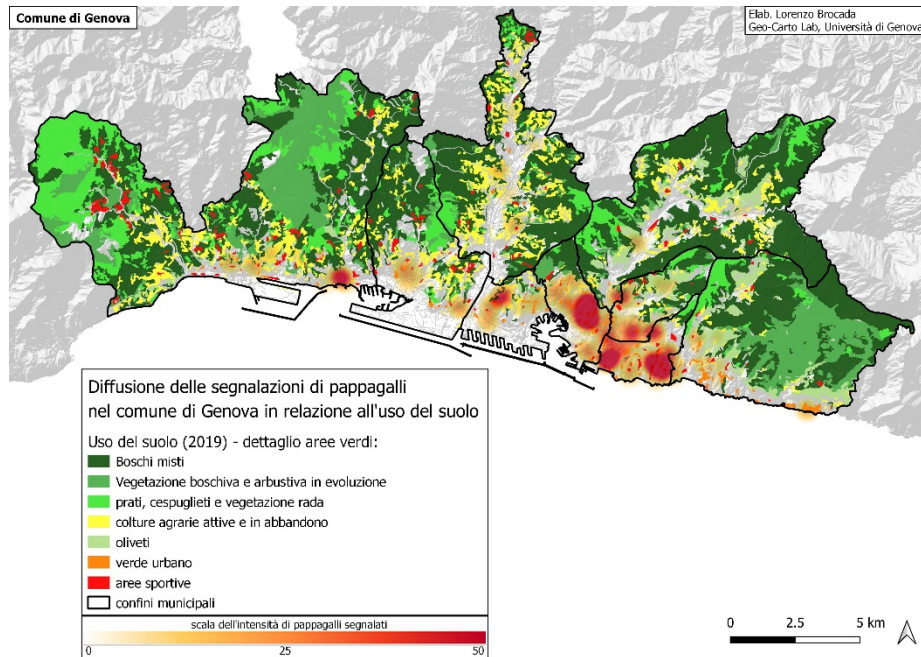 Comune di Genova
Elab. Lorenzo Brocada
Geo-Carto Lab, Università di Genova
Diffusione delle segnalazioni di pappagalli
nel comune di Genova in relazione all'uso del suolo
Uso del suolo (2019) - dettaglio aree verdi:
Boschi misti
Vegetazione boschiva e arbustiva in evoluzione
prati, cespuglieti e vegetazione rada
colture agrarie attive e in abbandono
oliveti
verde urbano
aree sportive
confini municipali
scala dell'intensità di pappagalli segnalati
0 25 50
0 2.5 5 km